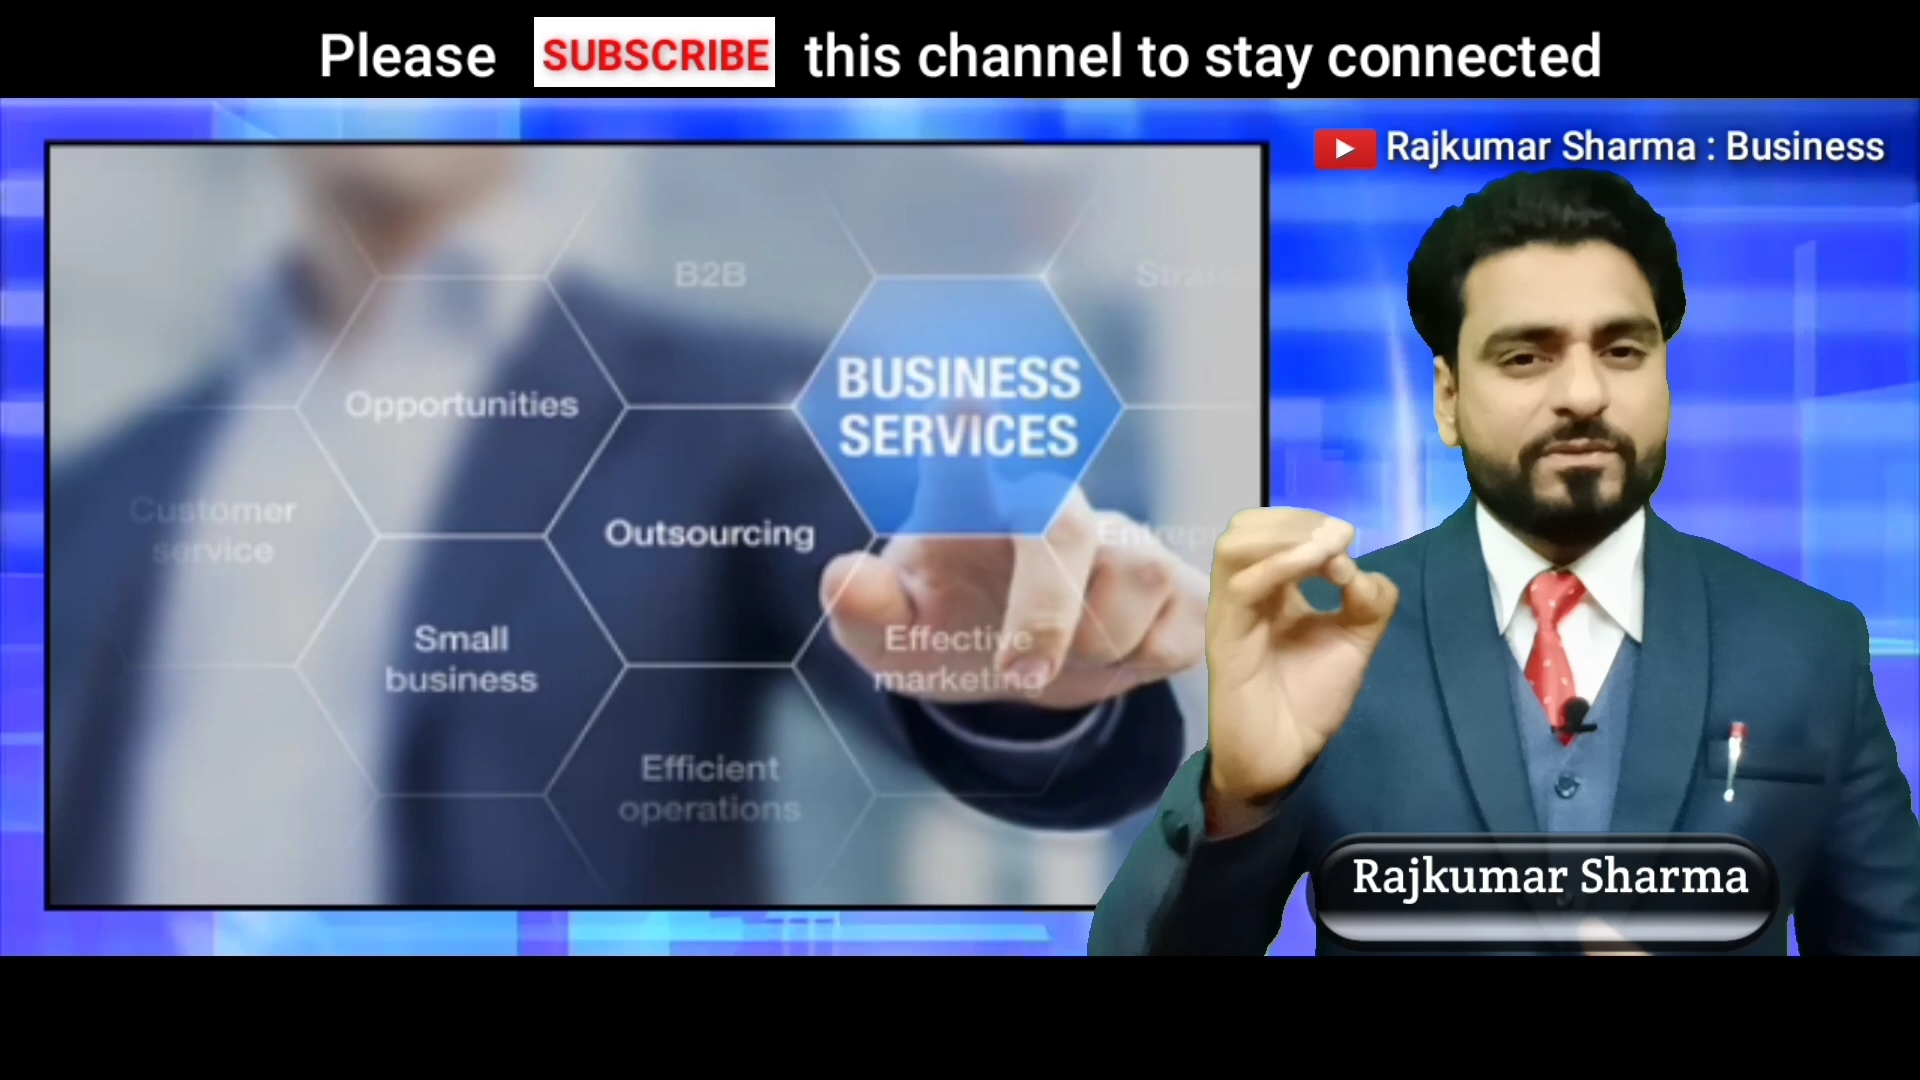 Please SUBSCRIBE this channel to stay connected
Rajkumar Sharma : Business
B2B
BUSINESS
SERVICES
Opportunities
Customer
service
Outsourcing
Small
business
Effective
marketing
Efficient
operations
Rajkumar Sharma